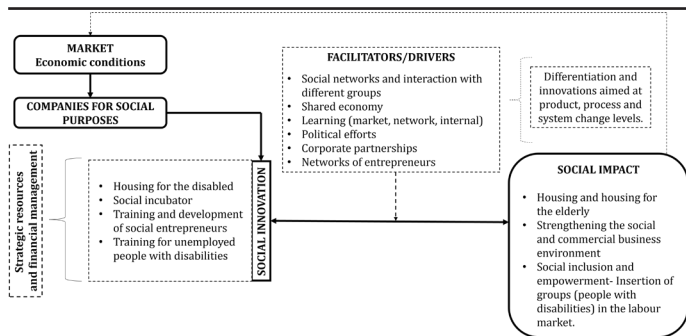 MARKET
Economic conditions
COMPANIES FOR SOCIAL
PURPOSES
Strategic resources
and financial management
• Housing for the disabled
• Social incubator
• Training and development
of social entrepreneurs
• Training for unemployed
people with disabilities
SOCIAL INNOVATION
FACILITATORS/DRIVERS
• Social networks and interaction with
different groups
• Shared economy
• Learning (market, network, internal)
• Political efforts
• Corporate partnerships
• Networks of entrepreneurs
Differentiation and
innovations aimed at
product, process and
system change levels.
SOCIAL IMPACT
• Housing and housing for
the elderly
• Strengthening the social
and commercial business
environment
• Social inclusion and
empowerment- Insertion of
groups (people with
disabilities) in the labour
market.